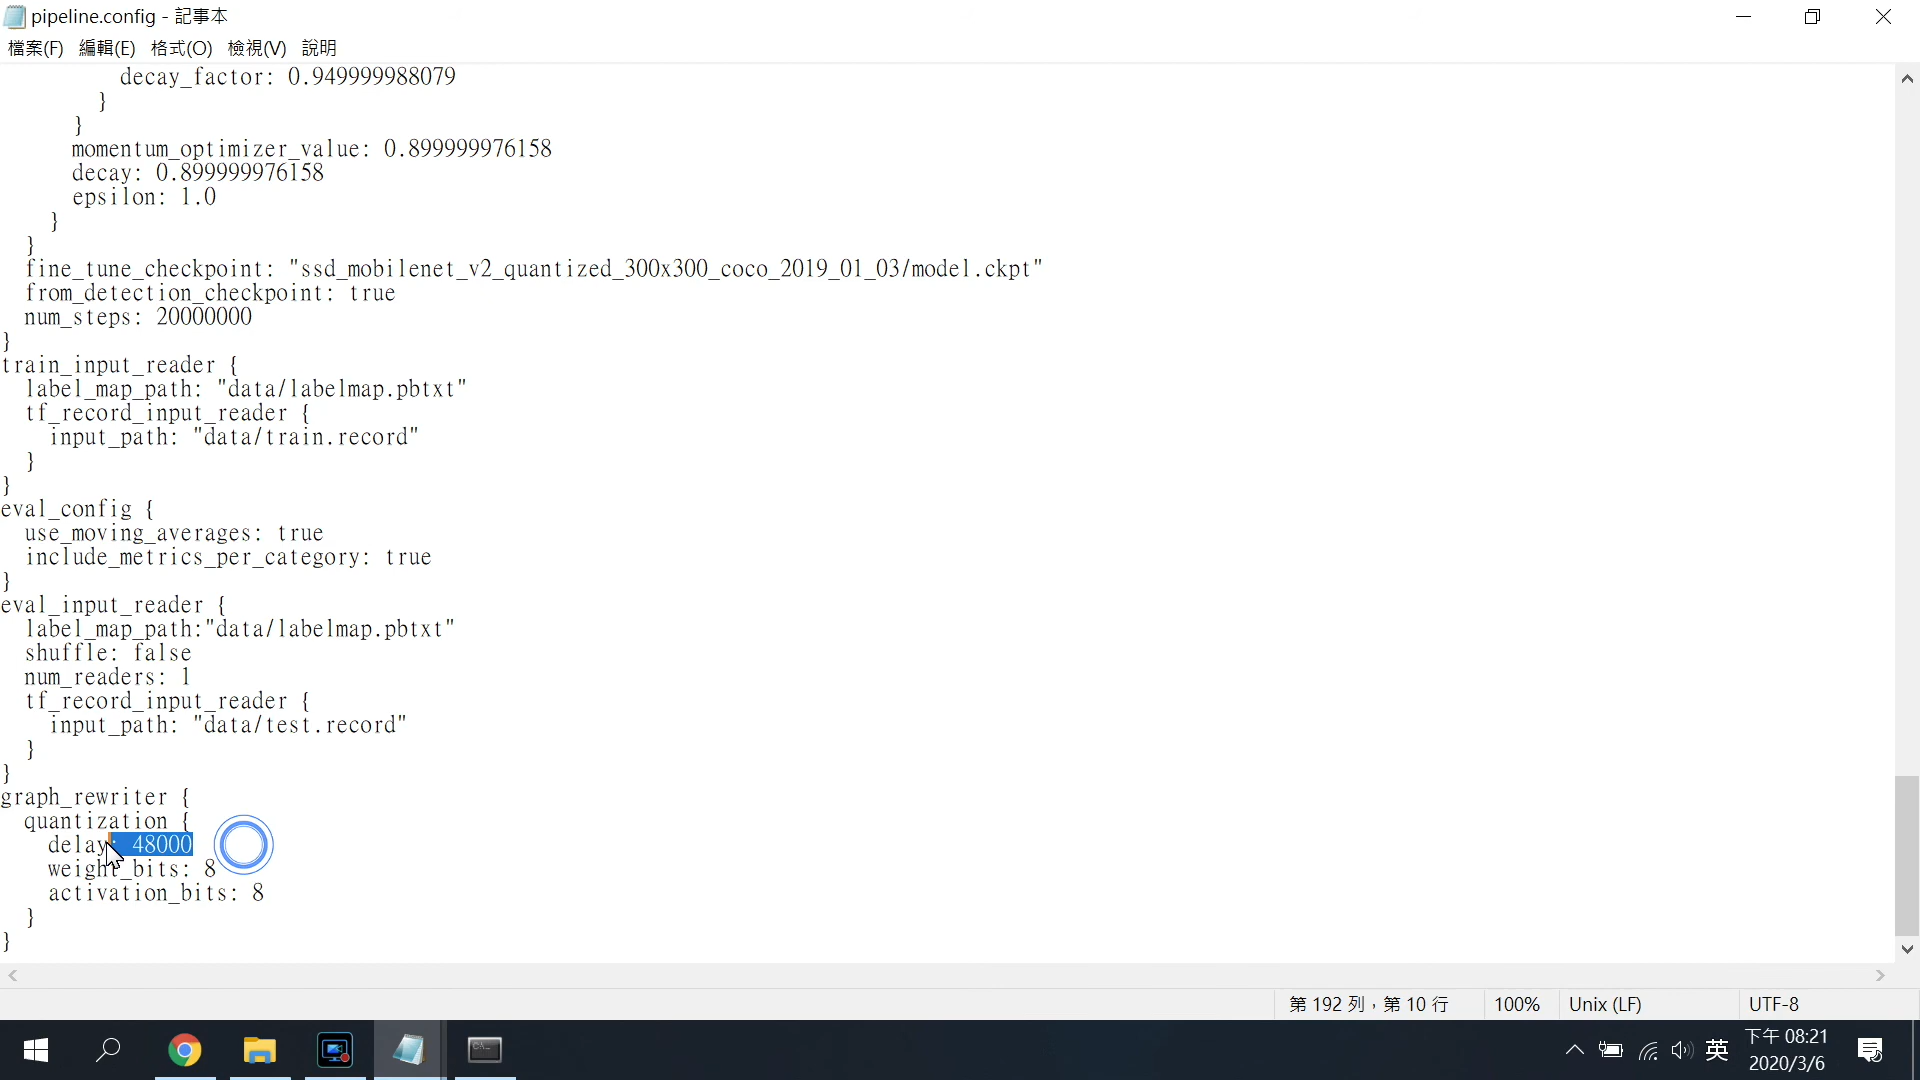 pipeline.config - 記事本
檔案(F) 編輯(E) 格式(O) 檢視(V) 說明
decay_factor: 0.949999988079
}
}
momentum_optimizer_value: 0.899999976158
decay: 0.899999976158
epsilon: 1.0
}
}
fine_tune_checkpoint: "ssd_mobilenet_v2_quantized_300x300_coco_2019_01_03/model.ckpt"
from_detection_checkpoint: true
num_steps: 20000000
}
train_input_reader {
label_map_path: "data/labelmap.pbtxt"
tf_record_input_reader {
input_path: "data/train.record"
}
}
eval_config {
use_moving_averages: true
include_metrics_per_category: true
}
eval_input_reader {
label_map_path:"data/labelmap.pbtxt"
shuffle: false
num_readers: 1
tf_record_input_reader {
input_path: "data/test.record"
}
}
graph_rewriter {
quantization {
delay: 48000
weight_bits: 8
activation_bits: 8
}
}
第 192 列，第 10 行 100% Unix (LF) UTF-8
英 下午 08:21
2020/3/6